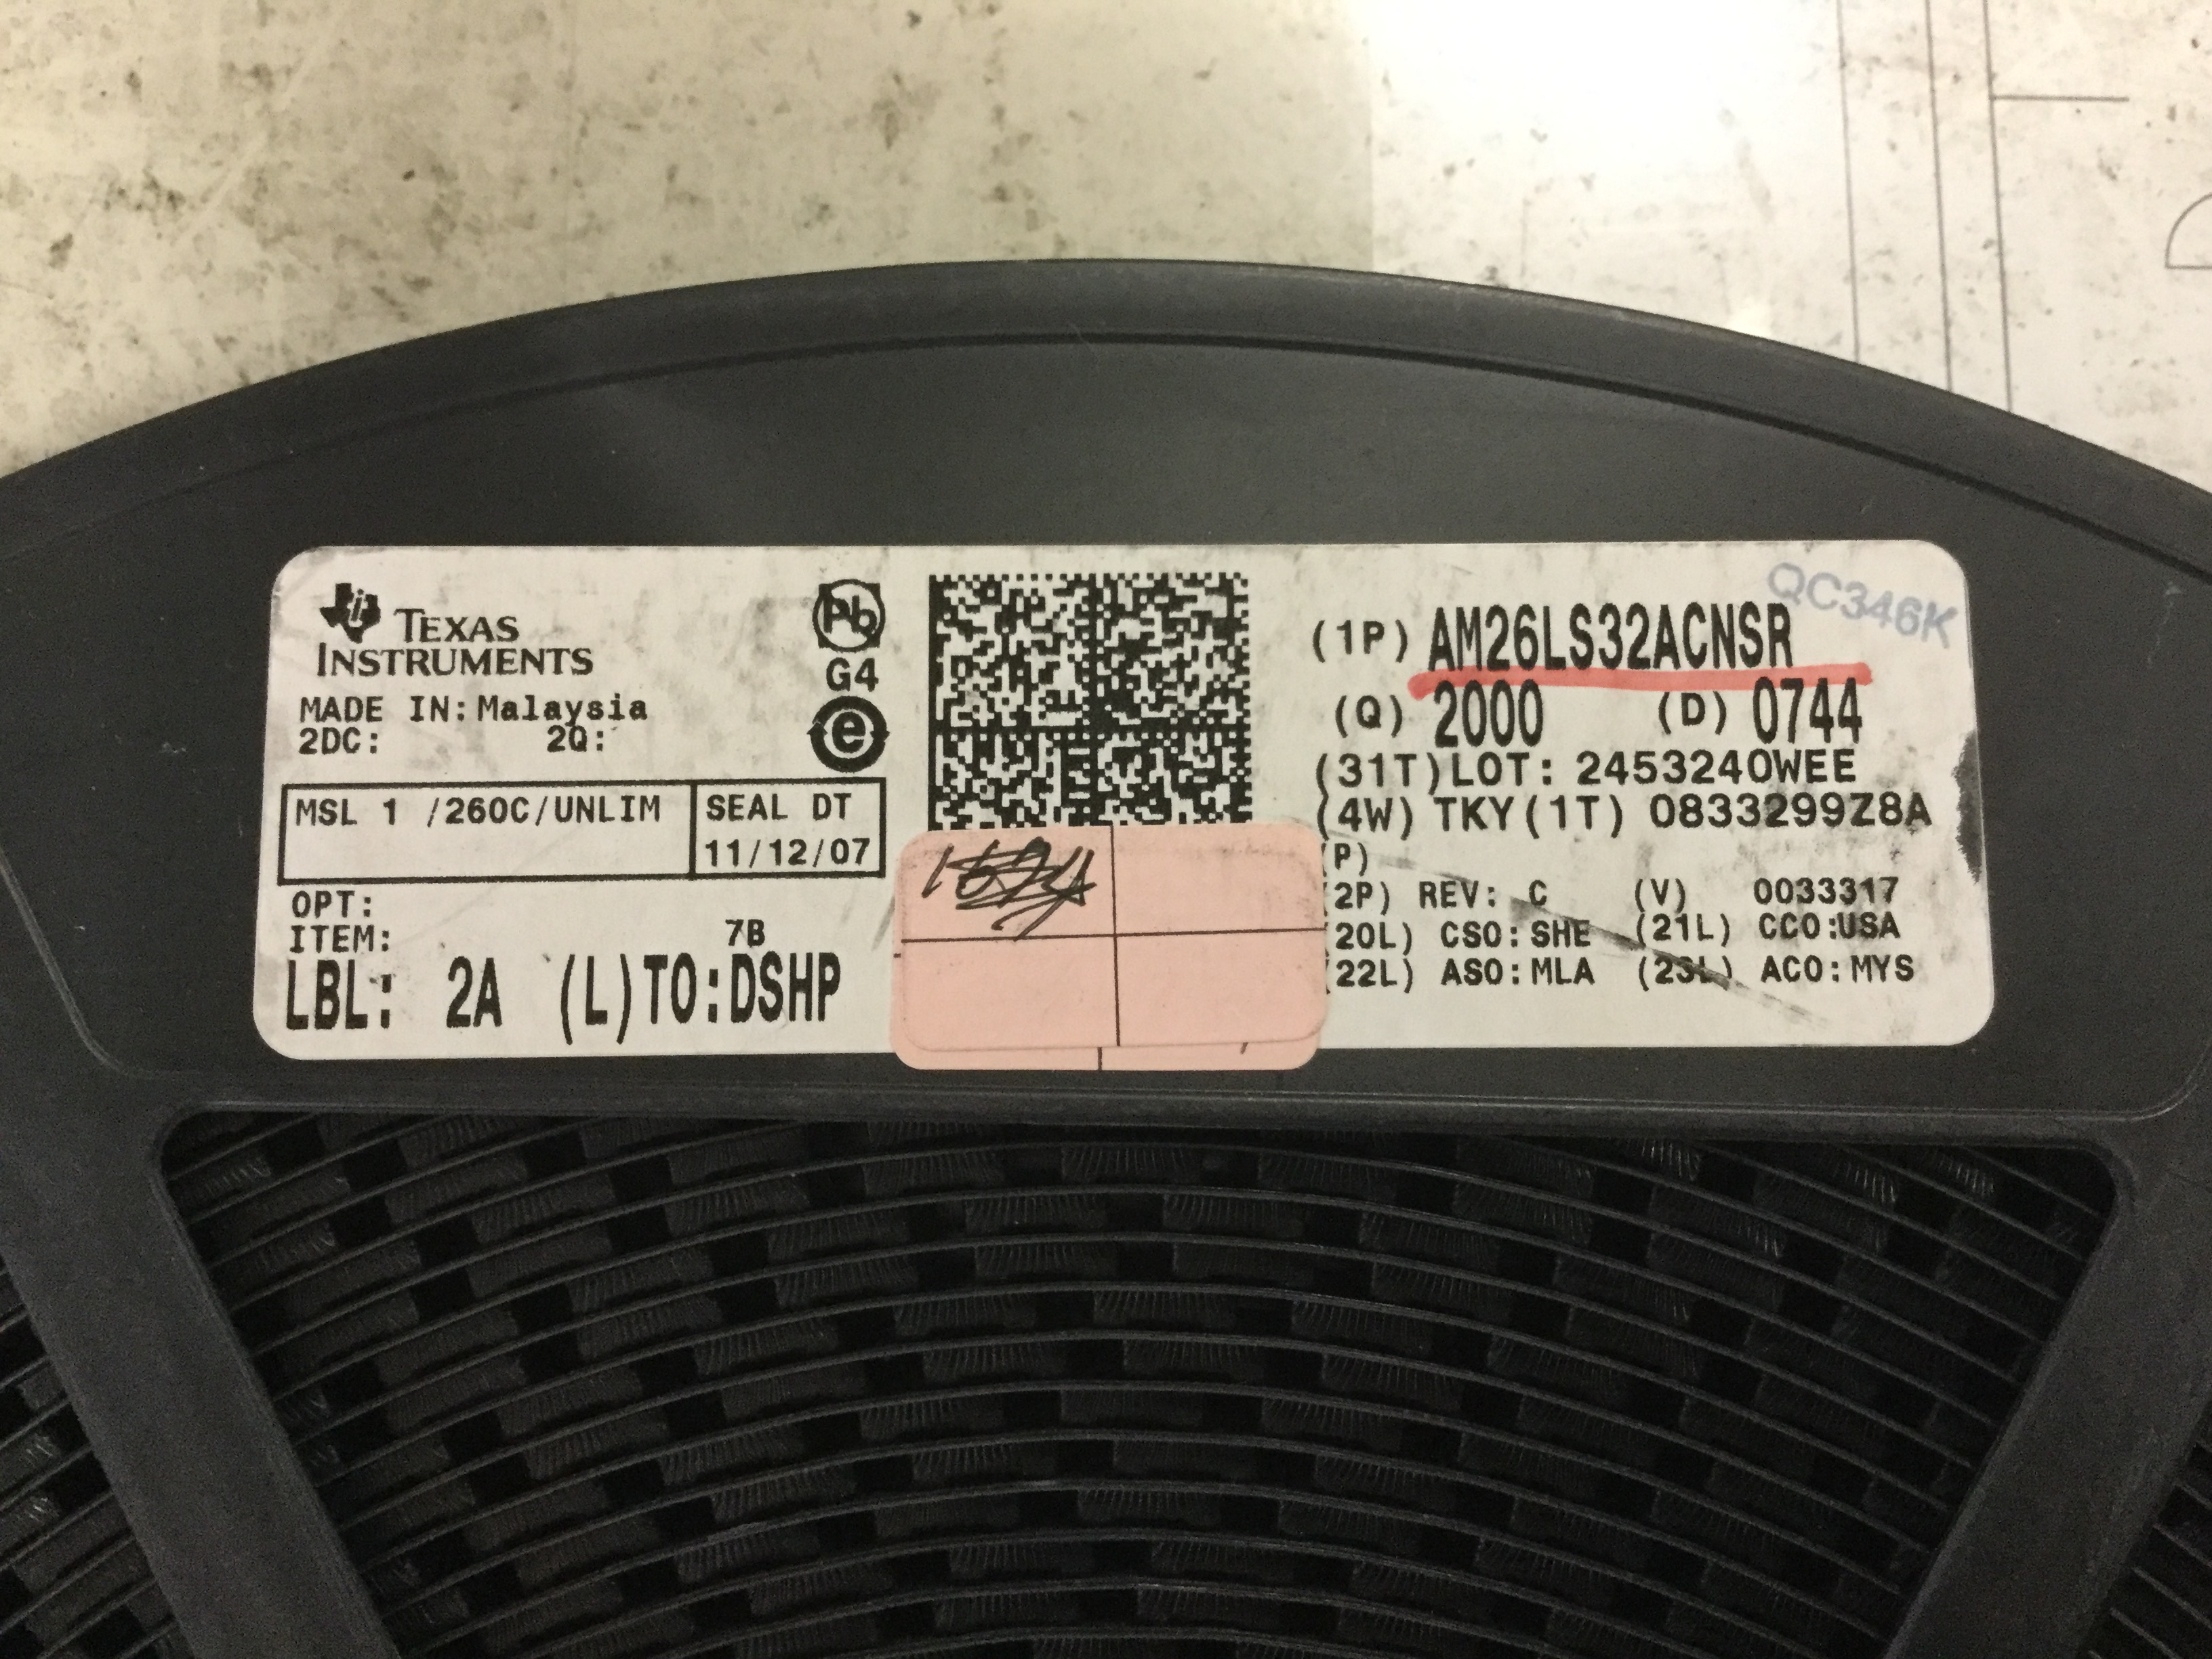 TEXAS
INSTRUMENTS
MADE IN: Malaysia
2DC: 2Q:
Pb
G4
e
MSL 1 /260C/UNLIM
SEAL DT
11/12/07
OPT:
ITEM:
7B
LBL: 2A (L)TO:DSHP
QC346K
(1P) AM26LS32ACNSR
(Q) 2000 (D) 0744
(31T)LOT: 2453240WEE
(4W) TKY(1T) 0833299Z8A
(P)
(2P) REV: C (V) 0033317
(20L) CSO:SHE (21L) CCO:USA
(22L) ASO:MLA (23L) ACO:MYS